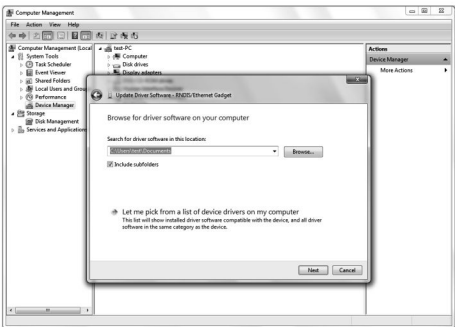 Computer Management
File Action View Help
Computer Management (Local
System Tools
Task Scheduler
Event Viewer
Shared Folders
Local Users and Group
Performance
Device Manager
Storage
Disk Management
Services and Applications
test-PC
Computer
Disk drives
Display adapters
Actions
Device Manager
More Actions
Update Driver Software - RNDIS/Ethernet Gadget
Browse for driver software on your computer
Search for driver software in this location:
C:\Users\test\Documents
Browse...
Include subfolders
Let me pick from a list of device drivers on my computer
This list will show installed driver software compatible with the device, and all driver
software in the same category as the device.
Next Cancel